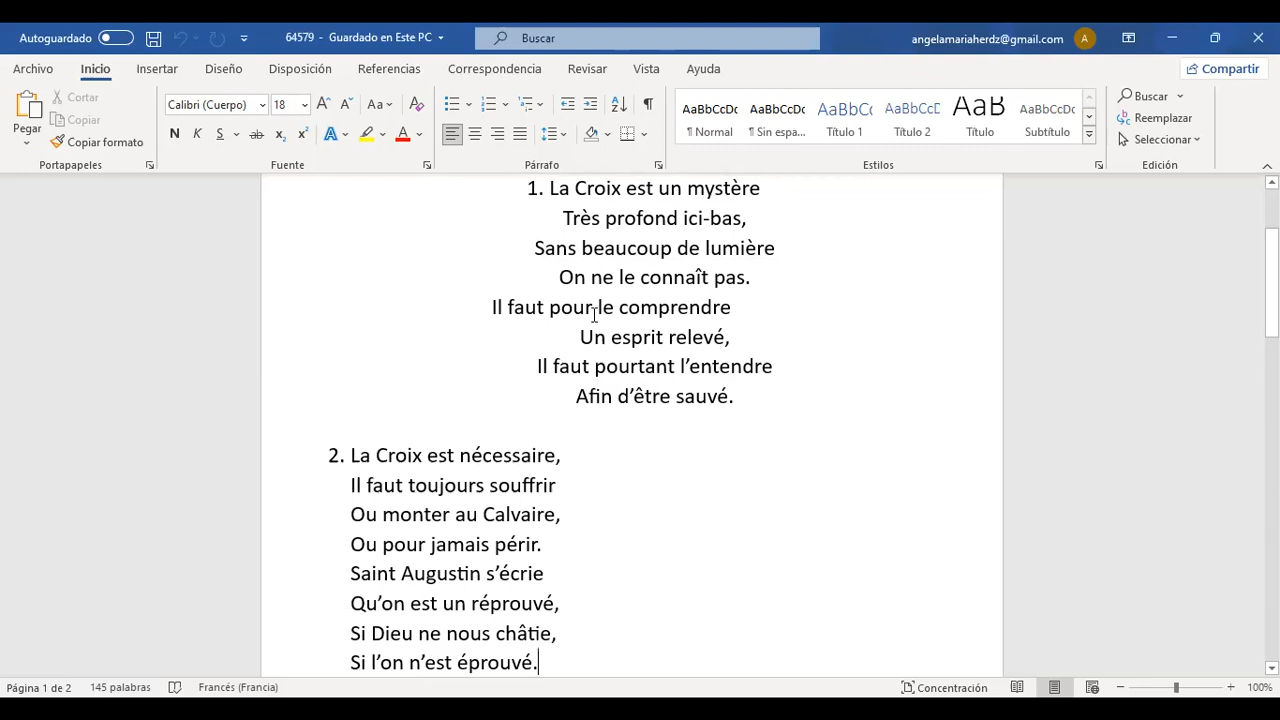 Autoguardado
64579 - Guardado en Este PC
Buscar
angelamariaherdz@gmail.com
A
Archivo Inicio Insertar Diseño Disposición Referencias Correspondencia Revisar Vista Ayuda
Compartir
Pegar
Cortar
Copiar
Copiar formato
Portapapeles
Calibri (Cuerpo) 18
Aa
N K S ab x₂ x² A A
Fuente
Párrafo
AaBbCcDc AaBbCcDc AaBbCc AaBbCcD AaB AaBbCcDc
¶ Normal ¶ Sin espa... Título 1 Título 2 Título Subtítulo
Estilos
Buscar
Reemplazar
Seleccionar
Edición
1. La Croix est un mystère
Très profond ici-bas,
Sans beaucoup de lumière
On ne le connaît pas.
Il faut pour le comprendre
Un esprit relevé,
Il faut pourtant l’entendre
Afin d’être sauvé.
2. La Croix est nécessaire,
Il faut toujours souffrir
Ou monter au Calvaire,
Ou pour jamais périr.
Saint Augustin s’écrie
Qu’on est un réprouvé,
Si Dieu ne nous châtie,
Si l’on n’est éprouvé.
Página 1 de 2 145 palabras Francés (Francia) Concentración 100%